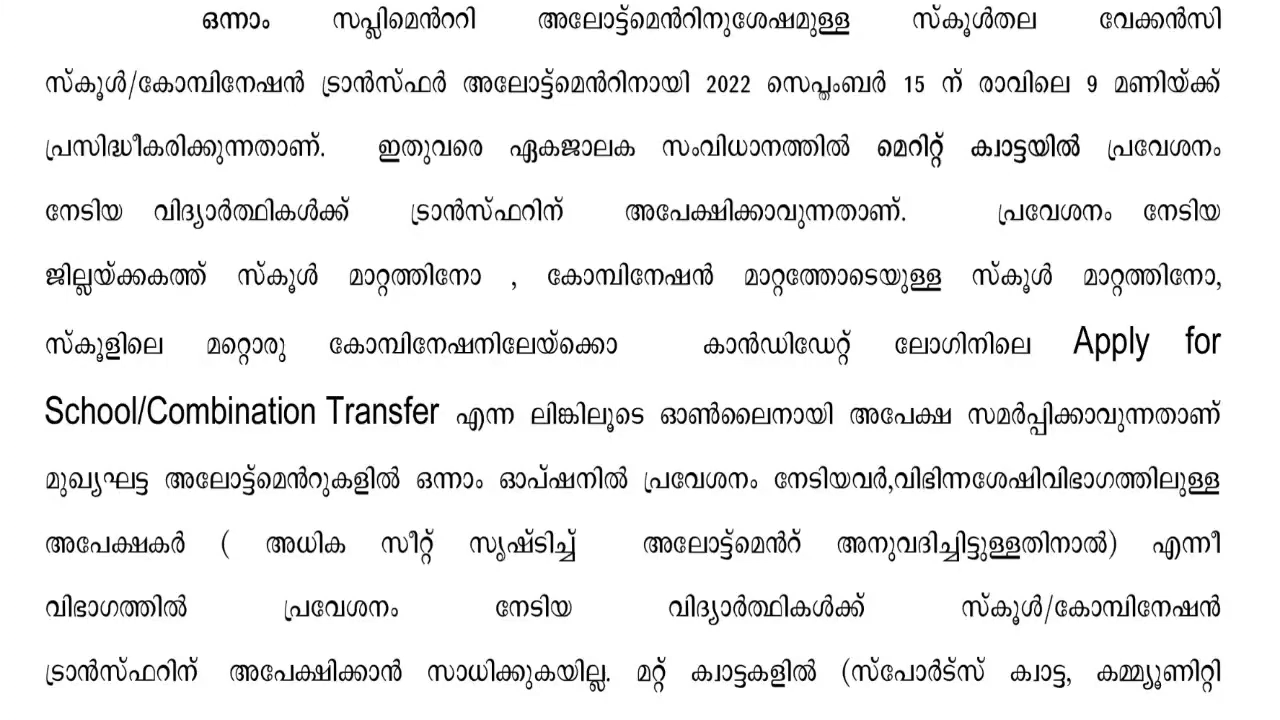 ഒന്നാം സപ്ലിമെൻററി അലോട്ട്മെൻറിനുശേഷമുള്ള സ്കൂൾതല വേക്കൻസി
സ്കൂൾ/കോമ്പിനേഷൻ ട്രാൻസ്ഫർ അലോട്ട്മെൻറിനായി 2022 സെപ്തംബർ 15 ന് രാവിലെ 9 മണിയ്ക്ക്
പ്രസിദ്ധീകരിക്കുന്നതാണ്. ഇതുവരെ ഏകജാലക സംവിധാനത്തിൽ മെറിറ്റ് ക്വാട്ടയിൽ പ്രവേശനം
നേടിയ വിദ്യാർത്ഥികൾക്ക് ട്രാൻസ്ഫറിന് അപേക്ഷിക്കാവുന്നതാണ്. പ്രവേശനം നേടിയ
ജില്ലയ്ക്കകത്ത് സ്കൂൾ മാറ്റത്തിനോ , കോമ്പിനേഷൻ മാറ്റത്തോടെയുള്ള സ്കൂൾ മാറ്റത്തിനോ,
സ്കൂളിലെ മറ്റൊരു കോമ്പിനേഷനിലേയ്ക്കൊ കാൻഡിഡേറ്റ് ലോഗിനിലെ Apply for
School/Combination Transfer എന്ന ലിങ്കിലൂടെ ഓൺലൈനായി അപേക്ഷ സമർപ്പിക്കാവുന്നതാണ്
മുഖ്യഘട്ട അലോട്ട്മെൻറുകളിൽ ഒന്നാം ഓപ്ഷനിൽ പ്രവേശനം നേടിയവർ,വിഭിന്നശേഷിവിഭാഗത്തിലുള്ള
അപേക്ഷകർ ( അധിക സീറ്റ് സൃഷ്ടിച്ച് അലോട്ട്മെൻറ് അനുവദിച്ചിട്ടുള്ളതിനാൽ) എന്നീ
വിഭാഗത്തിൽ പ്രവേശനം നേടിയ വിദ്യാർത്ഥികൾക്ക് സ്കൂൾ/കോമ്പിനേഷൻ
ട്രാൻസ്ഫറിന് അപേക്ഷിക്കാൻ സാധിക്കുകയില്ല. മറ്റ് ക്വാട്ടകളിൽ (സ്പോർട്സ് ക്വാട്ട, കമ്മ്യൂണിറ്റി